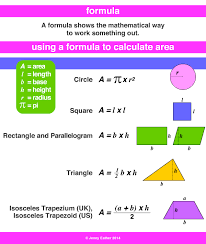 formula
A formula shows the mathematical way
to work something out.
using a formula to calculate area
A = area
l = length
b = base
h = height
r = radius
π = pi
Circle A = π x r²
r
Square A = l x l
l
l
Rectangle and Parallelogram
A = b x h
h
b
h
b
Triangle A = ½ b x h
h
b
Isosceles Trapezium (UK),
Isosceles Trapezoid (US)
A = (a + b) x h / 2
a
h
b
© Jenny Eather 2014